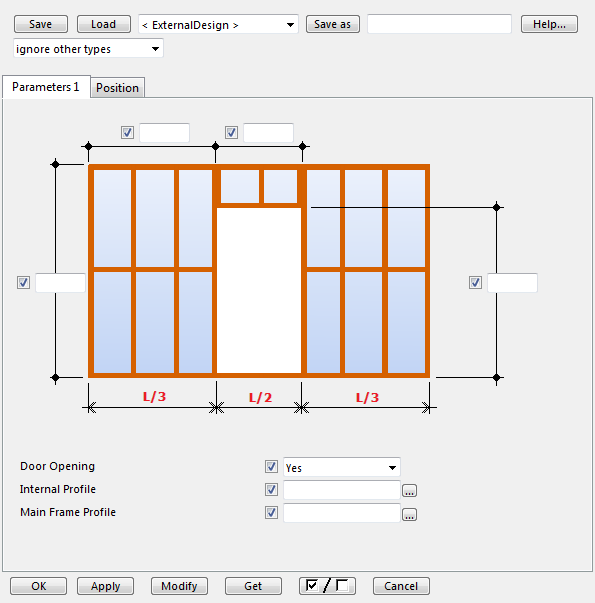 Save Load < ExternalDesign > Save as Help...
ignore other types
Parameters 1 Position
L/3 L/2 L/3
Door Opening Yes
Internal Profile ...
Main Frame Profile ...
OK Apply Modify Get / Cancel